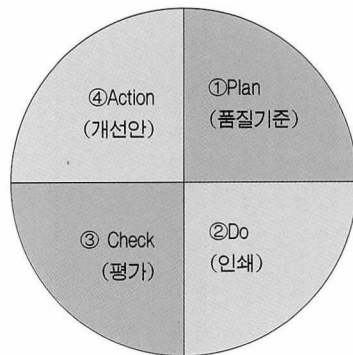 ④Action
(개선안)
①Plan
(품질기준)
③ Check
(평가)
②Do
(인쇄)